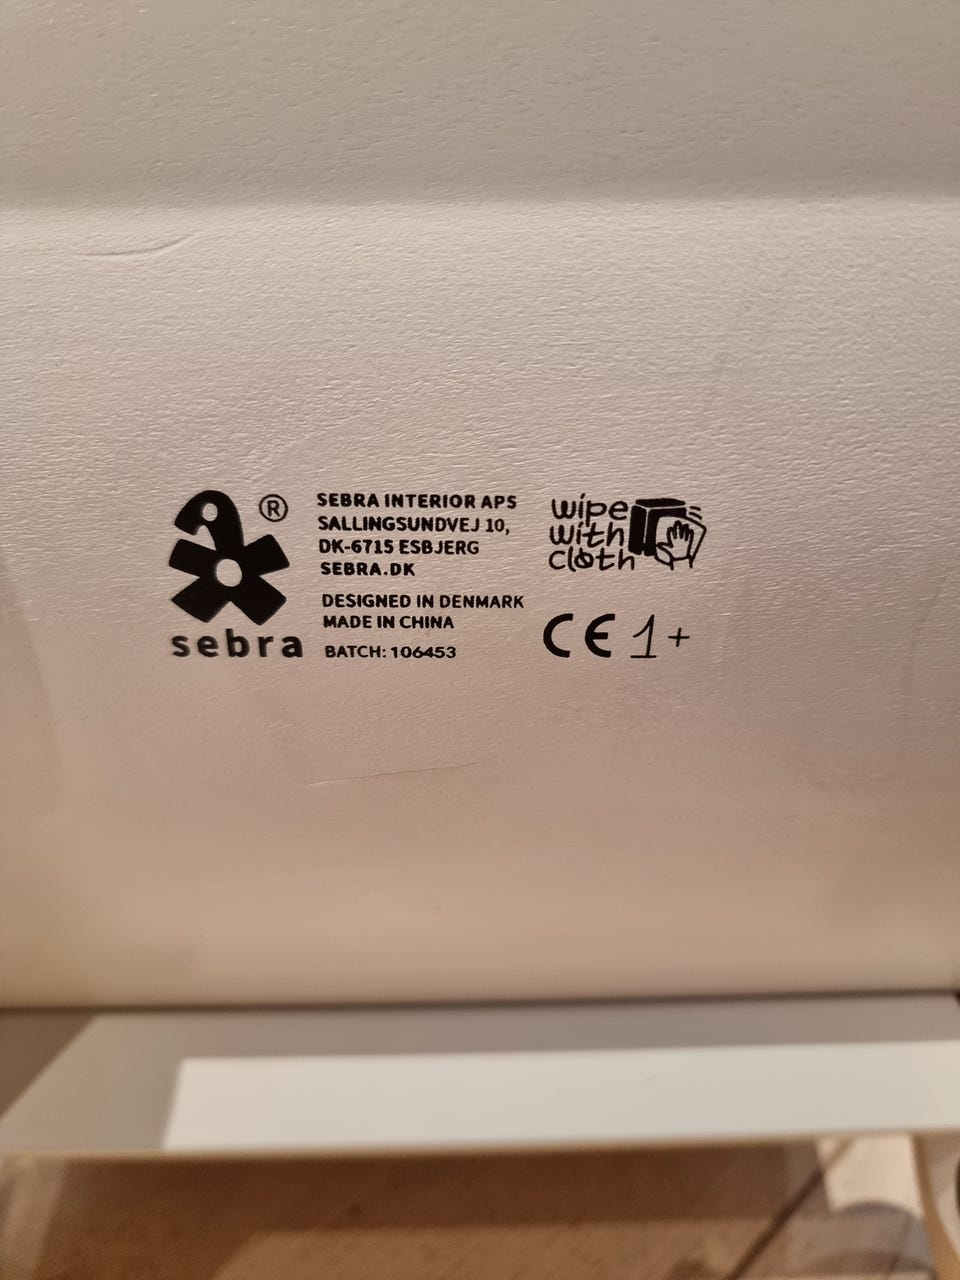 ®
sebra
SEBRA INTERIOR APS
SALLINGSUNDVEJ 10,
DK-6715 ESBJERG
SEBRA.DK
DESIGNED IN DENMARK
MADE IN CHINA
BATCH: 106453
wipe
with
cloth
CE 1+